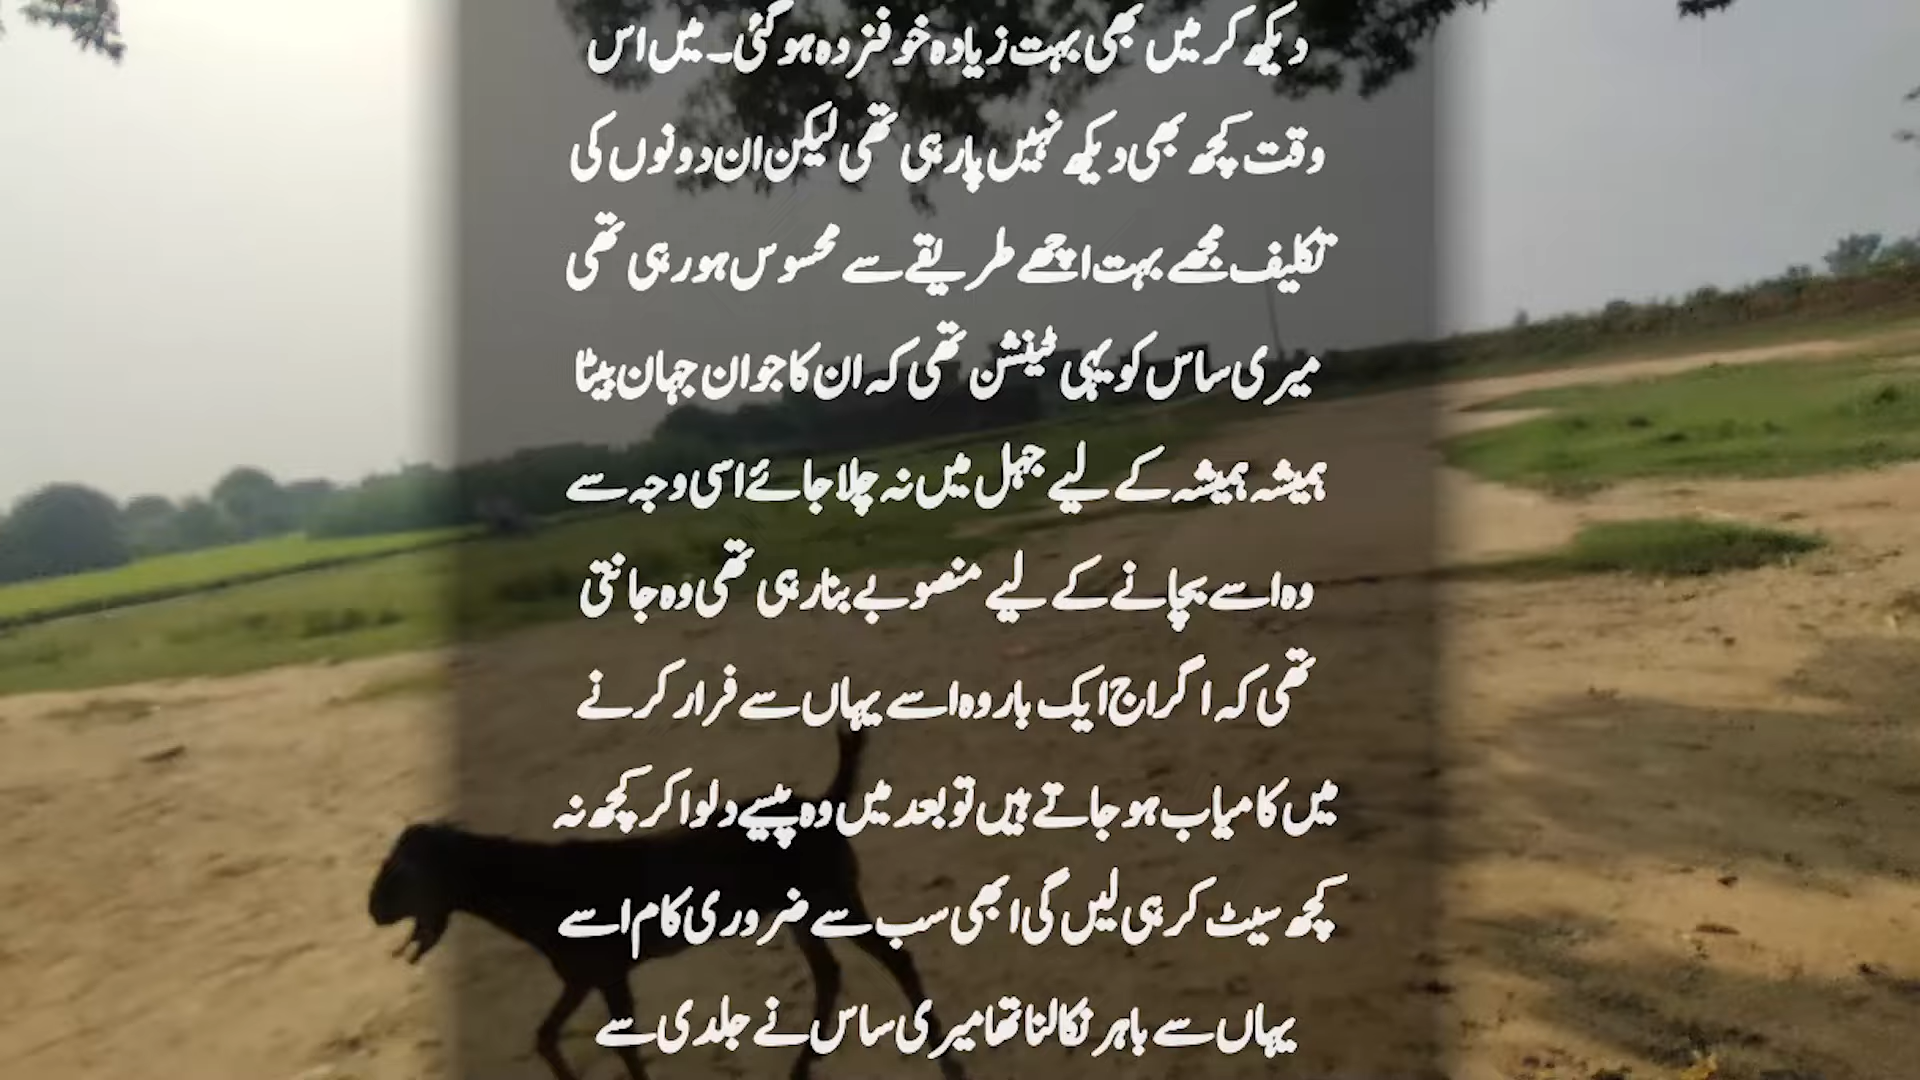 دیکھ کر میں بھی بہت زیادہ خوفزدہ ہو گئی۔ میں اس
وقت کچھ بھی دیکھ نہیں پا رہی تھی لیکن ان دونوں کی
تکلیف مجھے بہت اچھے طریقے سے محسوس ہو رہی تھی
میری ساس کو یہی ٹینشن تھی کہ ان کا جوان جہان بیٹا
ہمیشہ ہمیشہ کے لیے جہل میں نہ چلا جائے اسی وجہ سے
وہ اسے بچانے کے لیے منصوبے بنا رہی تھی وہ جانتی
تھی کہ اگر اج ایک بار وہ اسے یہاں سے فرار کرنے
میں کامیاب ہو جاتے ہیں تو بعد میں وہ پیسے دلوا کر کچھ نہ
کچھ سیٹ کر ہی لیں گی ابھی سب سے ضروری کام اسے
یہاں سے باہر نکالنا تھا میری ساس نے جلدی سے